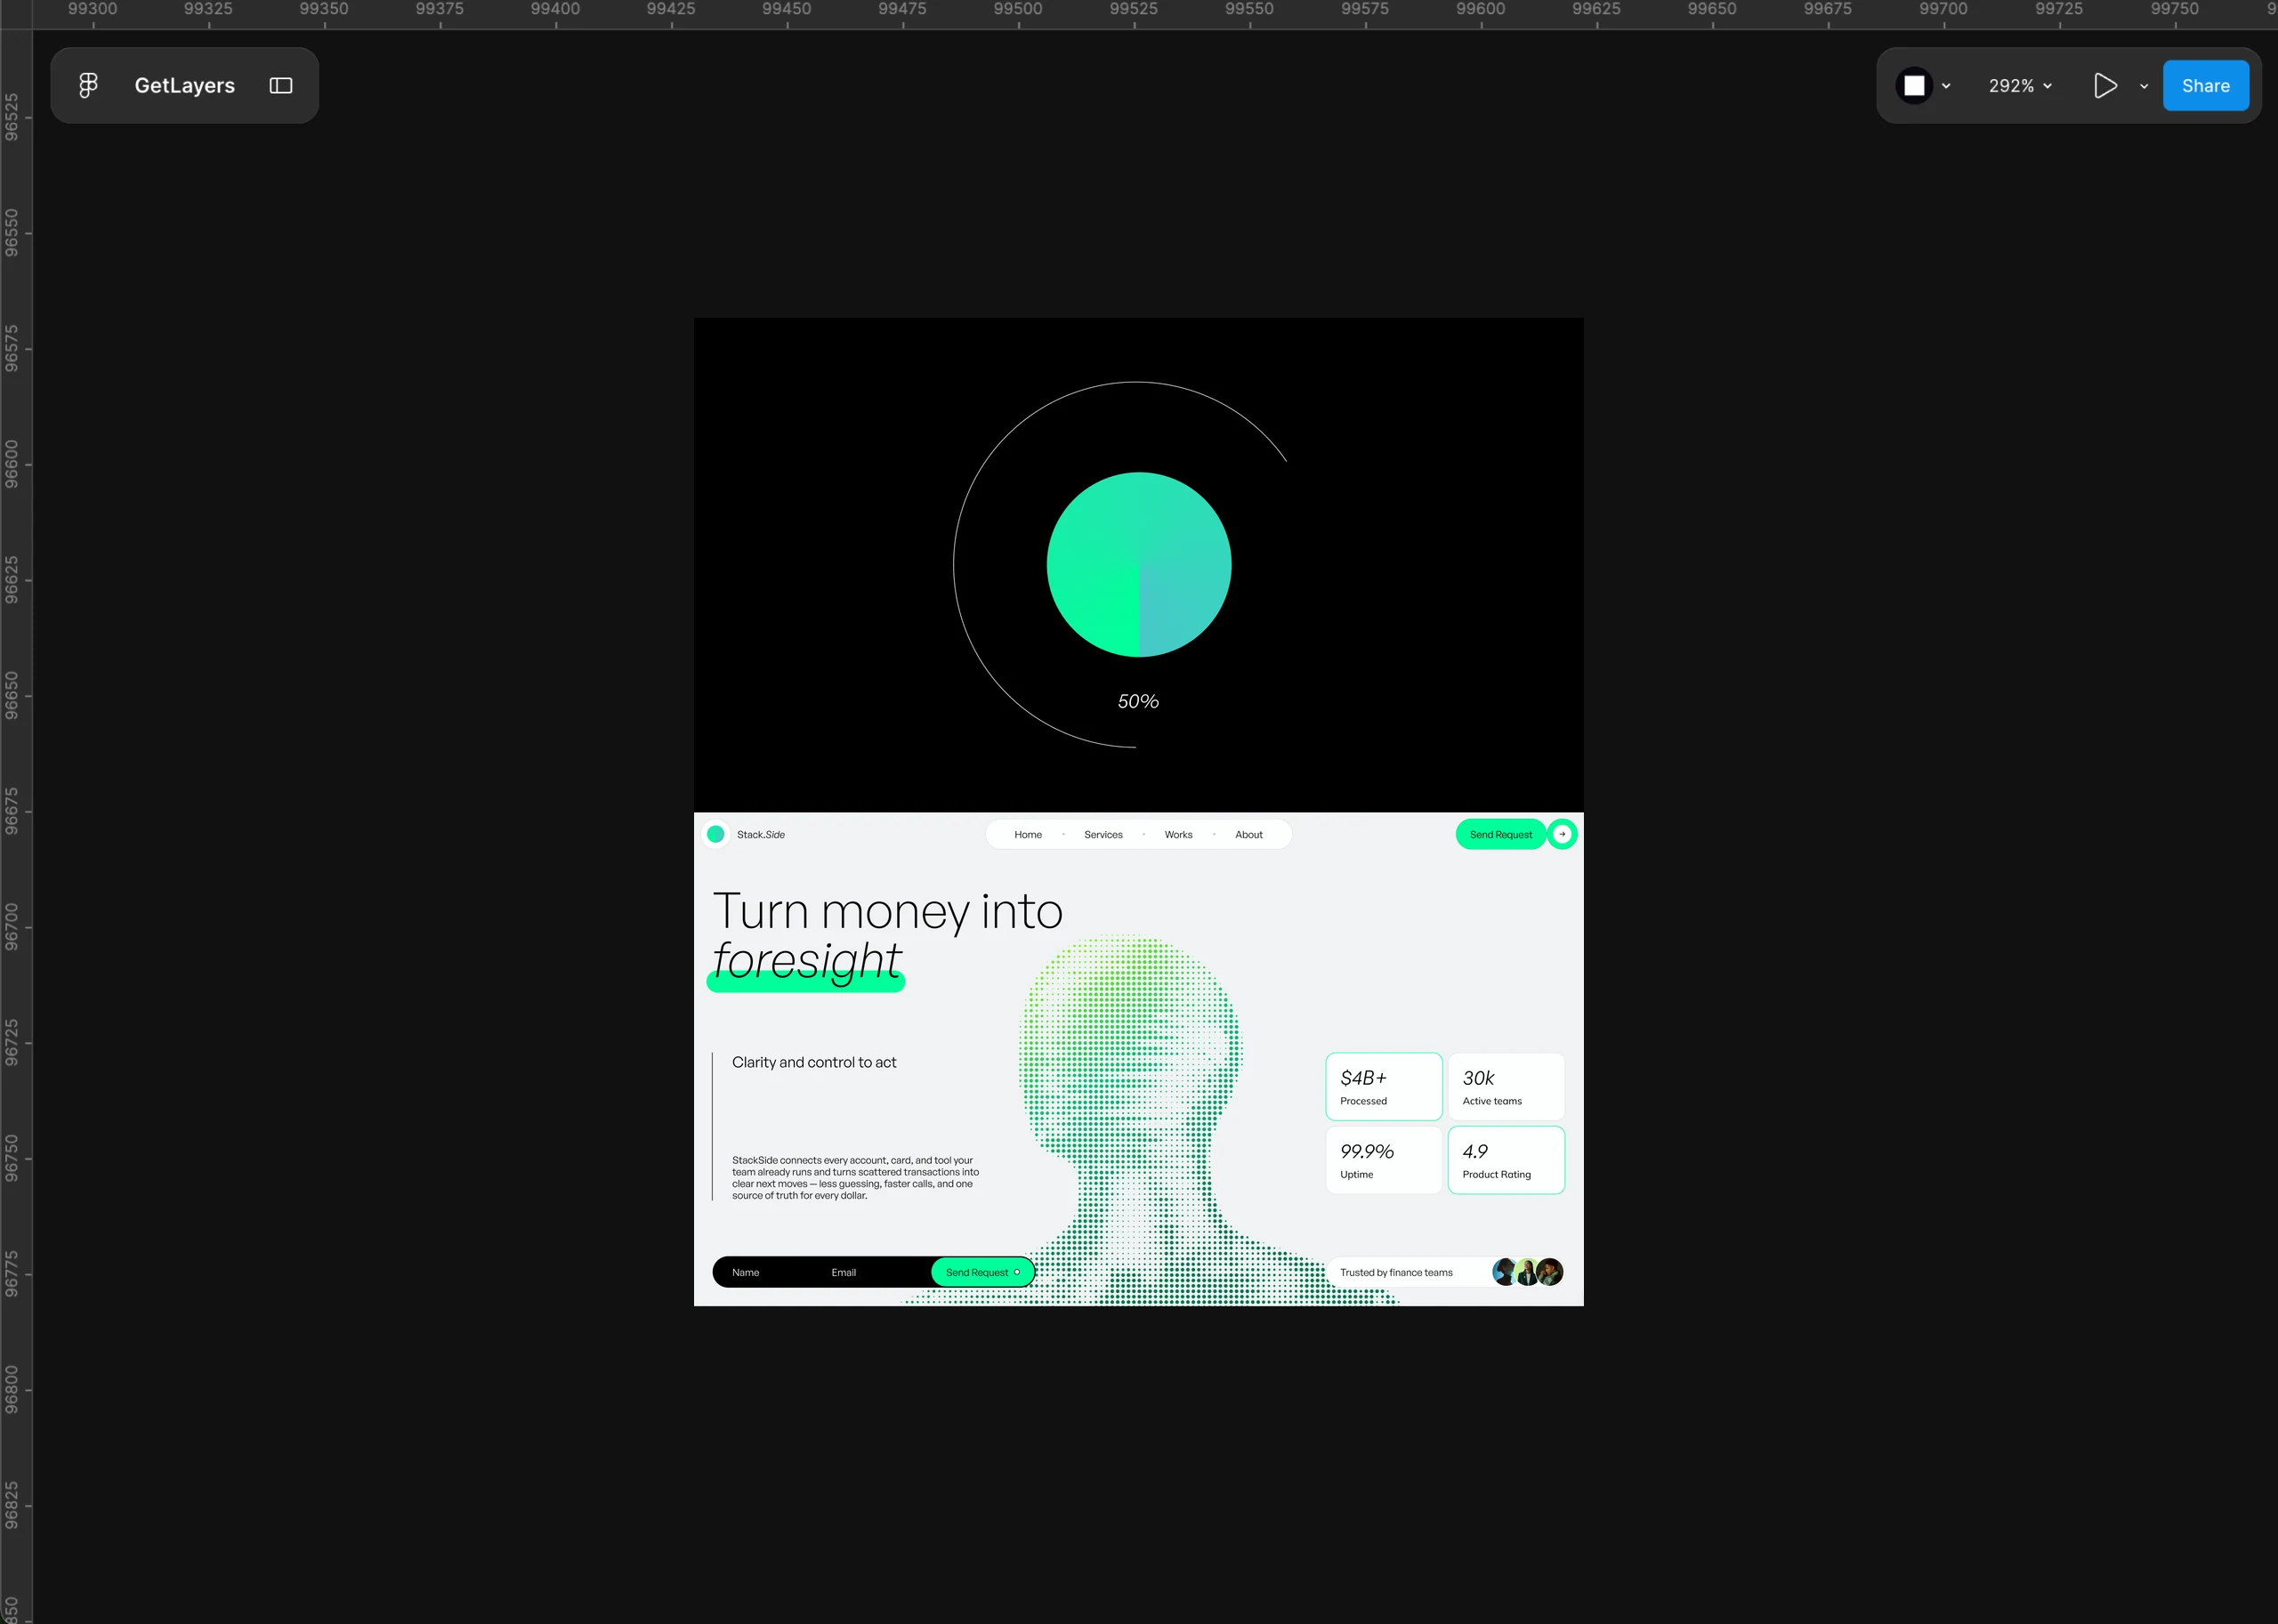 99300 99325 99350 99375 99400 99425 99450 99475 99500 99525 99550 99575 99600 99625 99650 99675 99700 99725 99750
96525
96550
96575
96600
96625
96650
96675
96700
96725
96750
96775
96800
96825
GetLayers
292%
Share
50%
Stack.Side
Home
Services
Works
About
Send Request
Turn money into
foresight
Clarity and control to act
StackSide connects every account, card, and tool your
team already runs and turns scattered transactions into
clear next moves — less guessing, faster calls, and one
source of truth for every dollar.
$4B+
Processed
30k
Active teams
99.9%
Uptime
4.9
Product Rating
Name
Email
Send Request
Trusted by finance teams